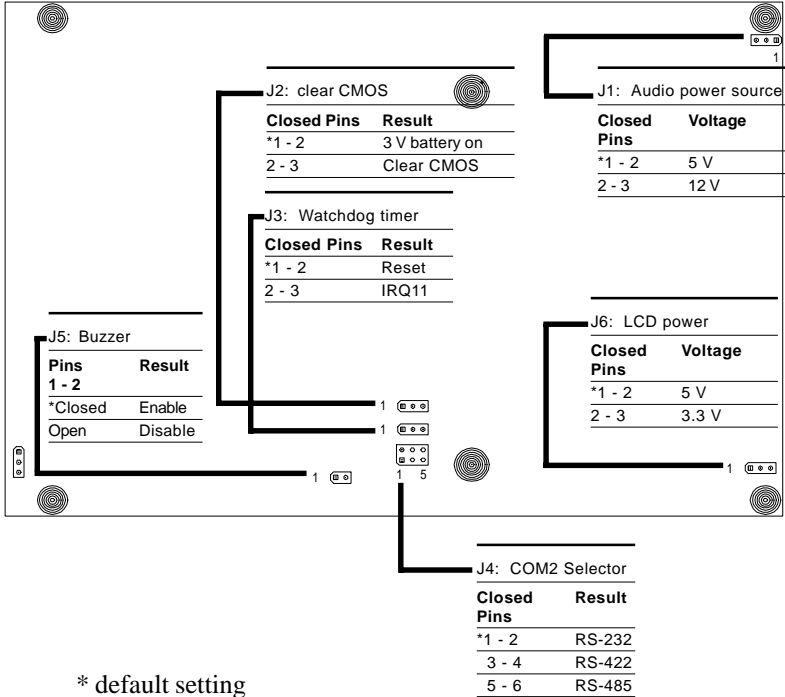 1
J2: clear CMOS
Closed Pins Result
*1 - 2 3 V battery on
2 - 3 Clear CMOS
J1: Audio power source
Closed Pins Voltage
*1 - 2 5 V
2 - 3 12 V
J3: Watchdog timer
Closed Pins Result
*1 - 2 Reset
2 - 3 IRQ11
J5: Buzzer
Pins Result
1 - 2
*Closed Enable
Open Disable
J6: LCD power
Closed Pins Voltage
*1 - 2 5 V
2 - 3 3.3 V
1
1
1 5
1
1
J4: COM2 Selector
Closed Pins Result
*1 - 2 RS-232
3 - 4 RS-422
5 - 6 RS-485
* default setting